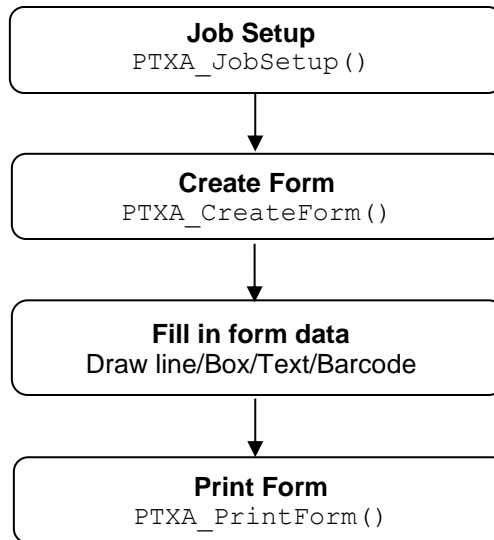 Job Setup
PTXA_JobSetup()
Create Form
PTXA_CreateForm()
Fill in form data
Draw line/Box/Text/Barcode
Print Form
PTXA_PrintForm()